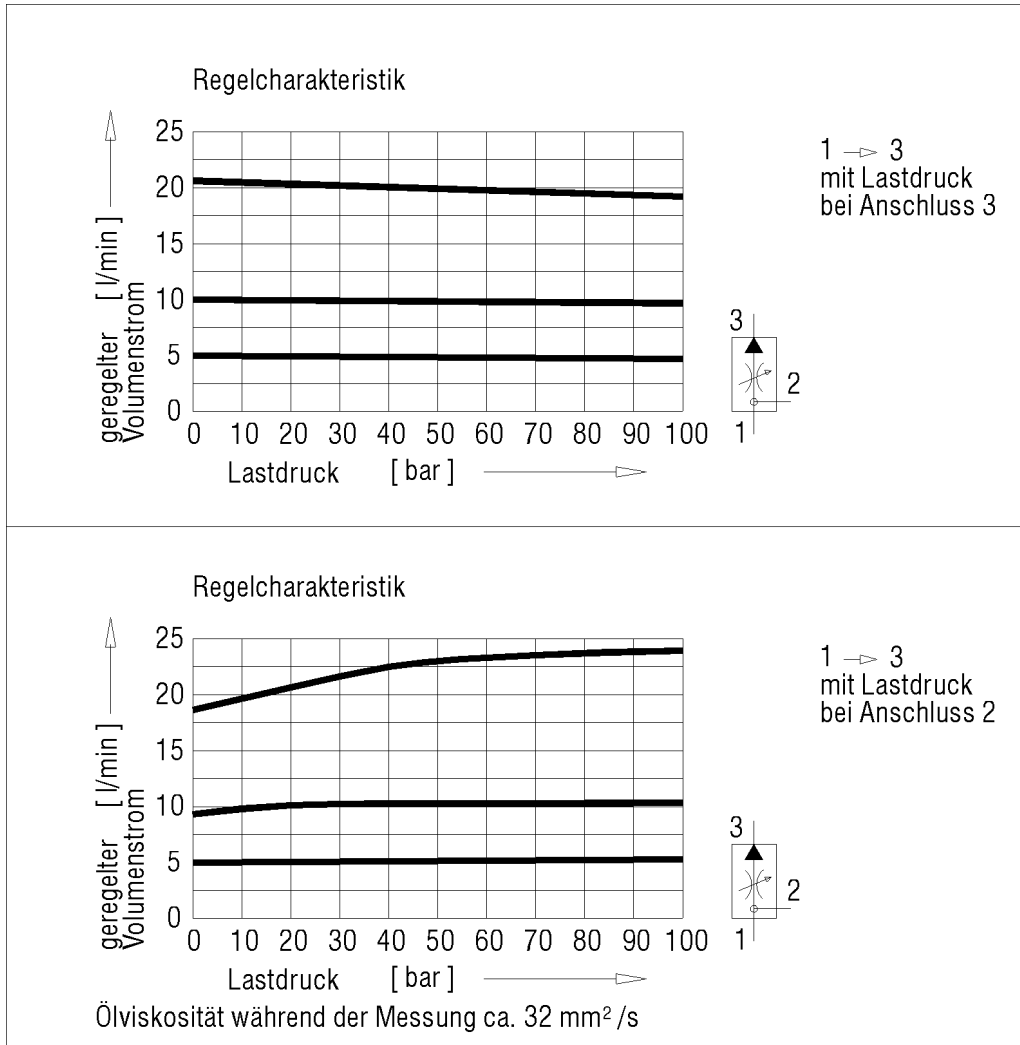 Regelcharakteristik
geregelter
Volumenstrom
[ l/min ]
25
20
15
10
5
0
0 10 20 30 40 50 60 70 80 90 100
Lastdruck [ bar ]
1 → 3
mit Lastdruck
bei Anschluss 3
3
2
1
Regelcharakteristik
geregelter
Volumenstrom
[ l/min ]
25
20
15
10
5
0
0 10 20 30 40 50 60 70 80 90 100
Lastdruck [ bar ]
1 → 3
mit Lastdruck
bei Anschluss 2
3
2
1
Ölviskosität während der Messung ca. 32 mm² /s